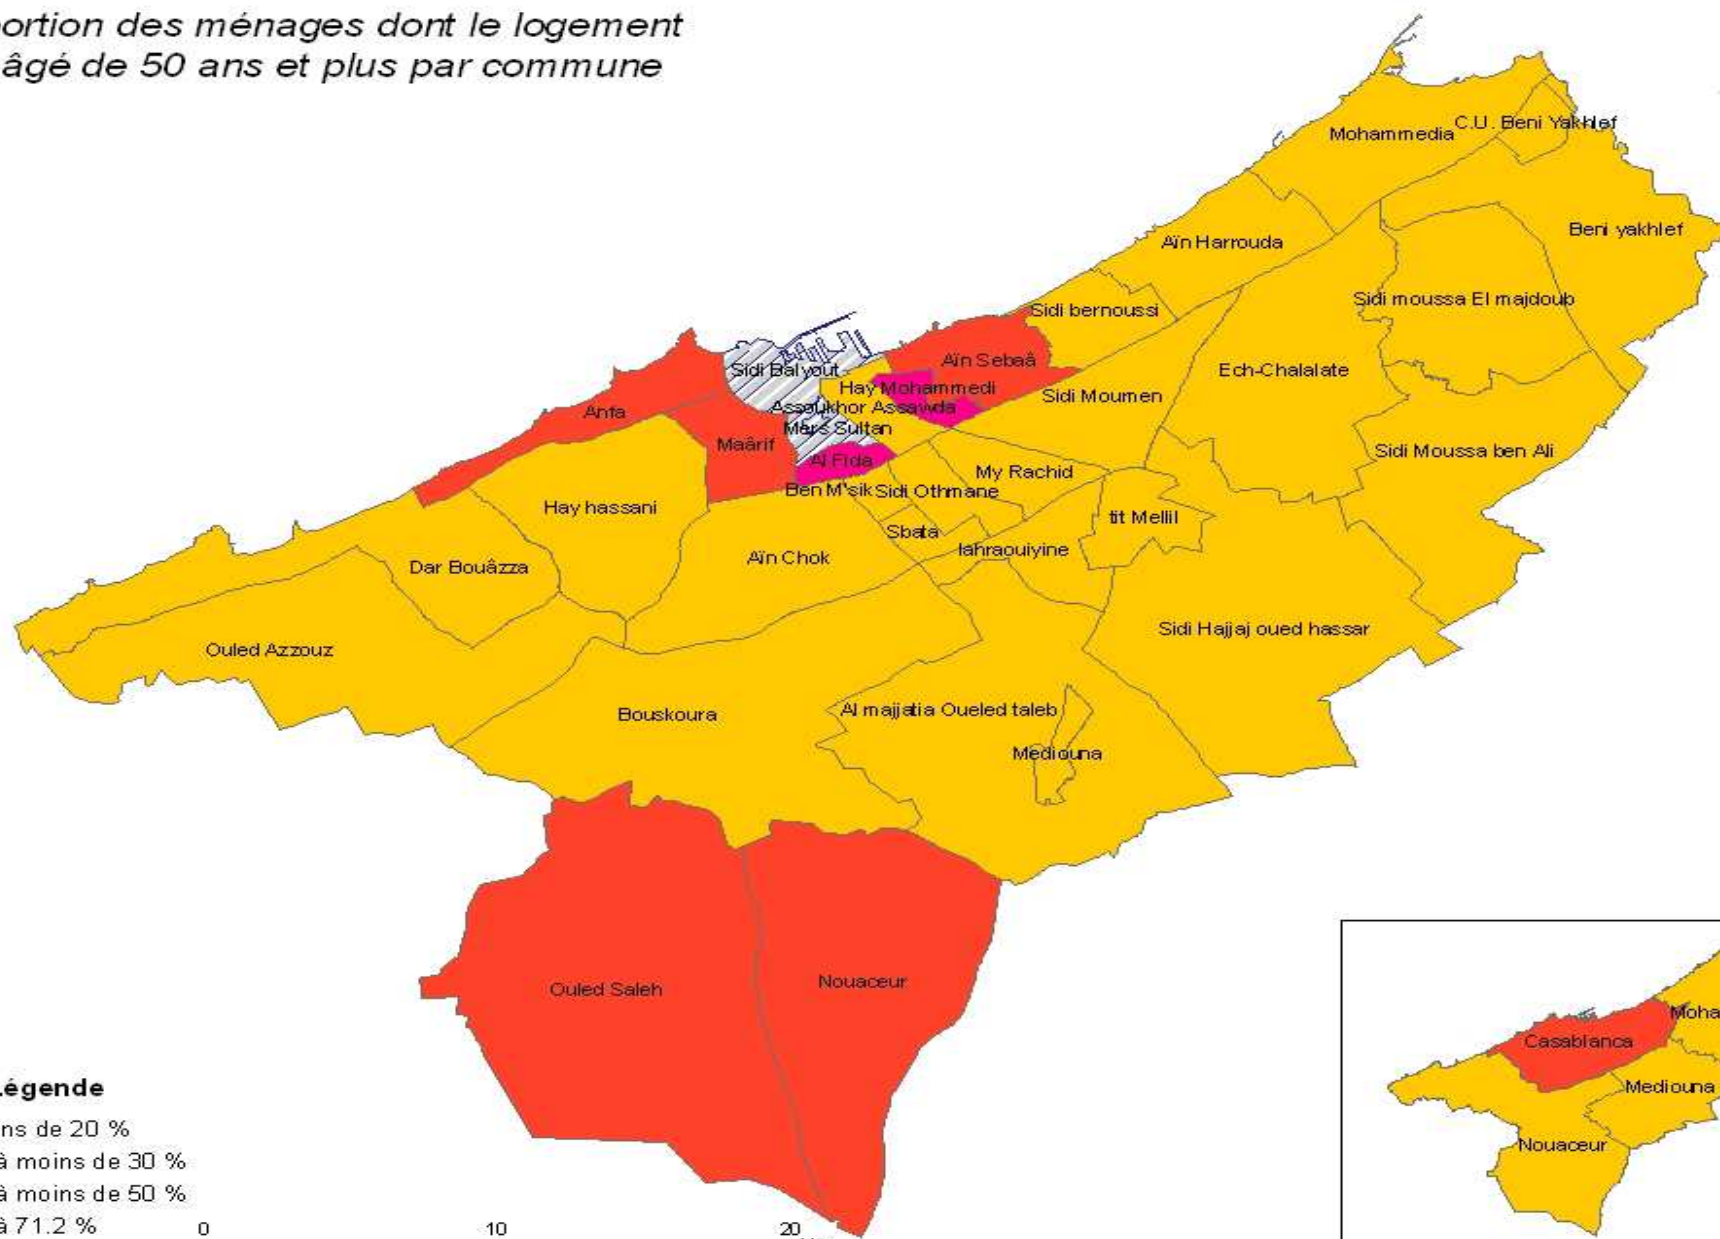 ortion des ménages dont le logement
âgé de 50 ans et plus par commune
Mohammedia
C.U. Beni Yakhlef
Beni yakhlef
Aïn Harrouda
Sidi moussa El majdoub
Sidi bernoussi
Aïn Sebaâ
Ech-Chalalate
Sidi Balyout
Hay Mohammedi
Sidi Moumen
Assoukhor Assawda
Anfa
Mers Sultan
Maârif
Al Fida
Sidi Moussa ben Ali
My Rachid
Ben M'sik
Sidi Othmane
Hay hassani
tit Mellil
Sbata
lahraouiyine
Aïn Chok
Dar Bouâzza
Sidi Hajjaj oued hassar
Ouled Azzouz
Bouskoura
Al majjatia Oueled taleb
Mediouna
Ouled Saleh
Nouaceur
Légende
ns de 20 %
à moins de 30 %
à moins de 50 %
à 71.2 %
0 10 20
Moha
Casablanca
Mediouna
Nouaceur